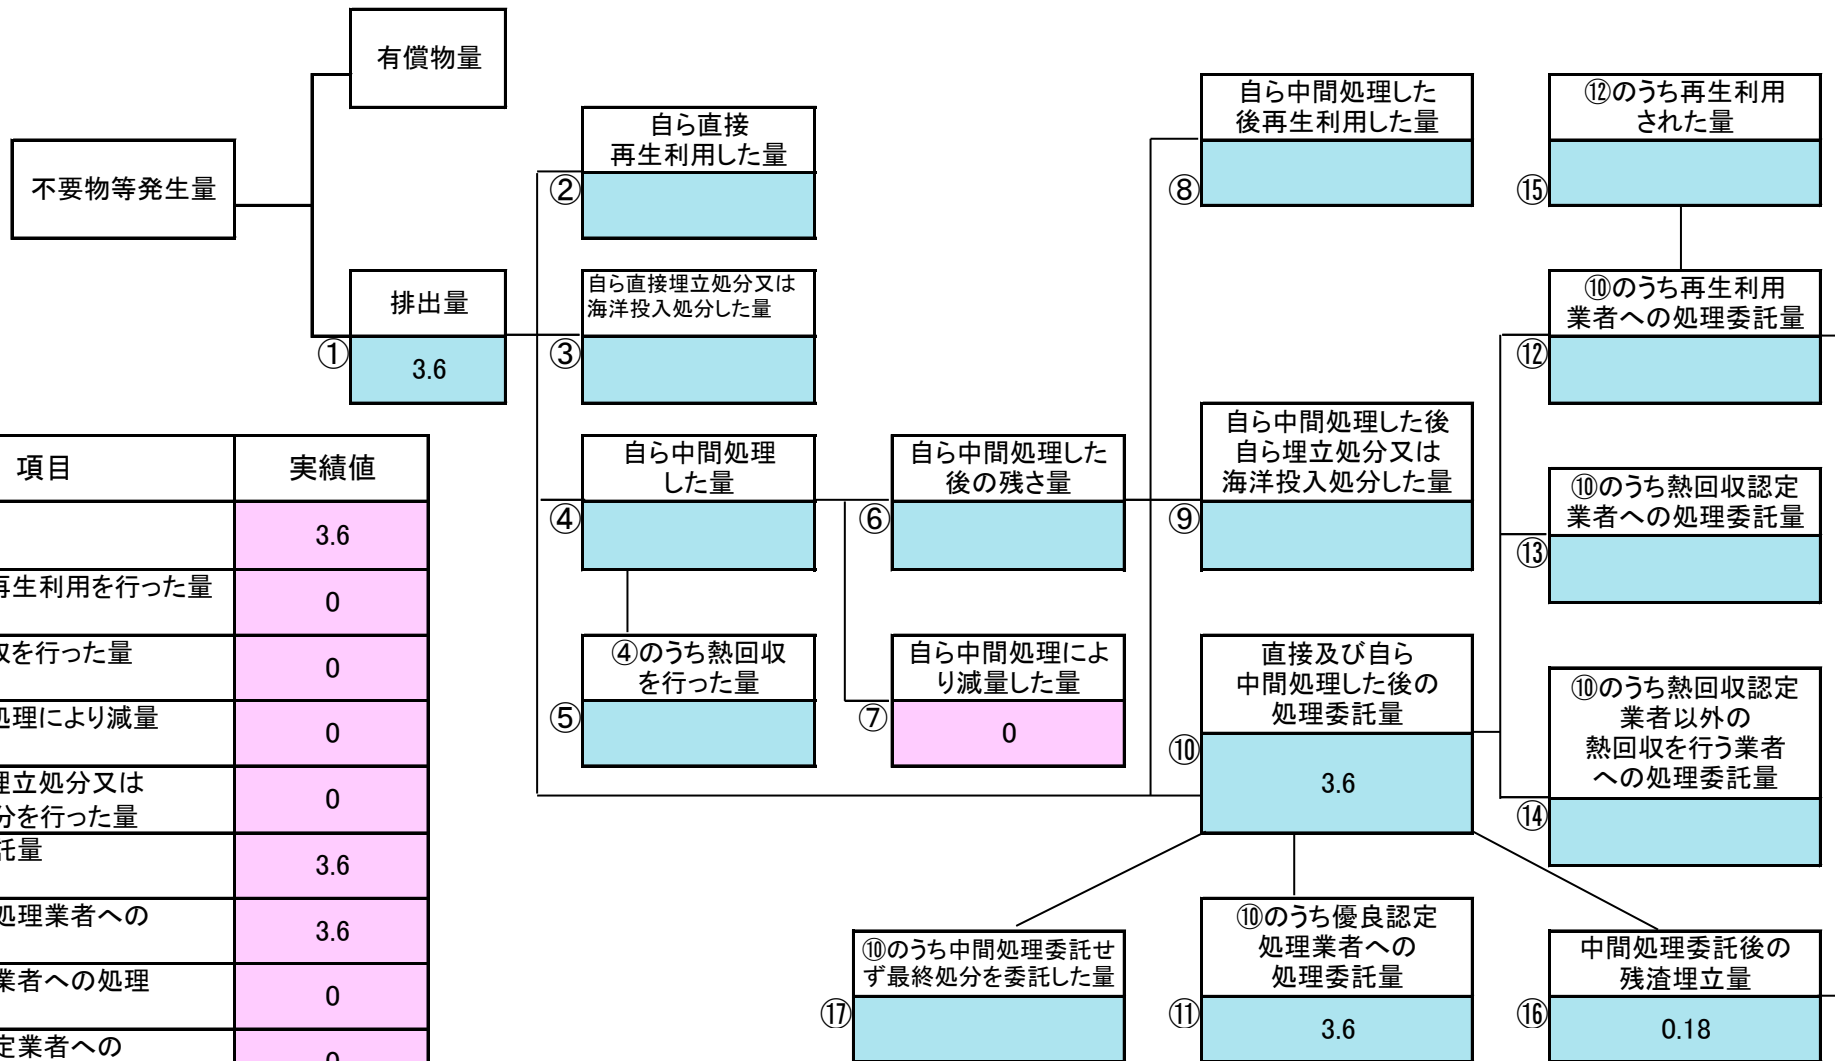 有償物量
不要物等発生量
排出量
①
3.6
自ら直接
再生利用した量
②
自ら直接埋立処分又は
海洋投入処分した量
③
自ら中間処理
した量
④
④のうち熱回収
を行った量
⑤
自ら中間処理した
後の残さ量
⑥
自ら中間処理によ
り減量した量
⑦
0
自ら中間処理した
後再生利用した量
⑧
自ら中間処理した後
自ら埋立処分又は
海洋投入処分した量
⑨
直接及び自ら
中間処理した後の
処理委託量
⑩
3.6
⑩のうち優良認定
処理業者への
処理委託量
⑪
3.6
⑫のうち再生利用
された量
⑮
⑩のうち再生利用
業者への処理委託量
⑫
⑩のうち熱回収認定
業者への処理委託量
⑬
⑩のうち熱回収認定
業者以外の
熱回収を行う業者
への処理委託量
⑭
中間処理委託後の
残渣埋立量
⑯
0.18
⑩のうち中間処理委託せ
ず最終処分を委託した量
⑰
項目 実績値
3.6
再生利用を行った量 0
を行った量 0
処理により減量 0
埋立処分又は
を行った量 0
託量 3.6
処理業者への 3.6
業者への処理 0
定業者への 0